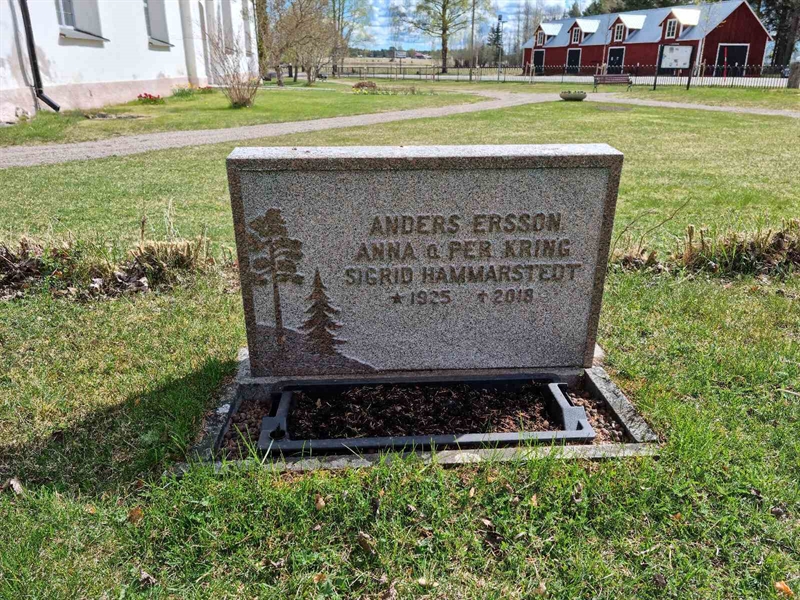 ANDERS ERSSON
ANNA O PER KRING
SIGRID HAMMARSTEDT
★ 1925 ✝ 2018